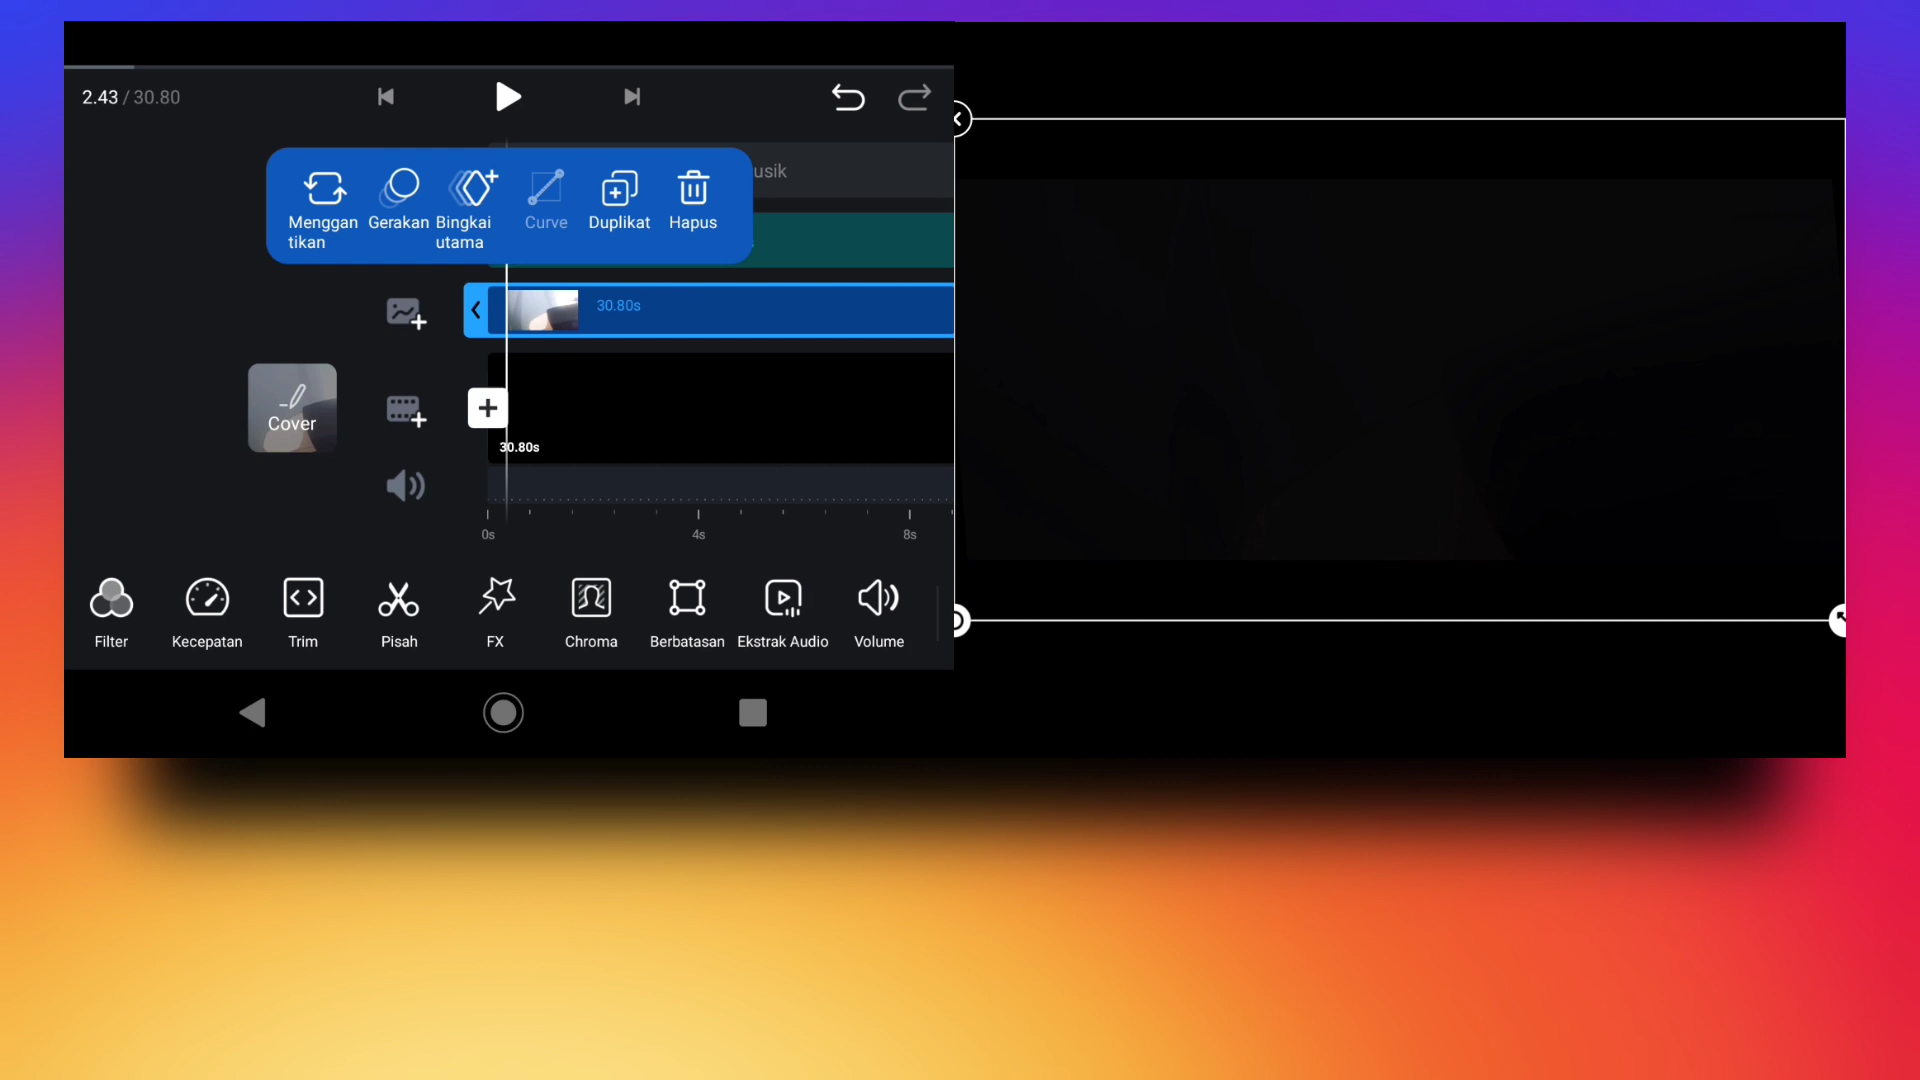 2.43 / 30.80
usik
Menggan
tikan
Gerakan
Bingkai
utama
Curve
Duplikat
Hapus
30.80s
Cover
30.80s
0s
4s
8s
Filter
Kecepatan
Trim
Pisah
FX
Chroma
Berbatasan
Ekstrak Audio
Volume